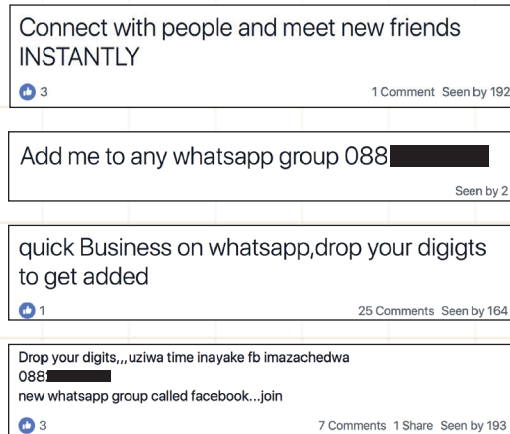 Connect with people and meet new friends
INSTANTLY
3
1 Comment Seen by 192
Add me to any whatsapp group 088
Seen by 2
quick Business on whatsapp,drop your digigts
to get added
1
25 Comments Seen by 164
Drop your digits,,,uziwa time inayake fb imazachedwa
088
new whatsapp group called facebook...join
3
7 Comments 1 Share Seen by 193